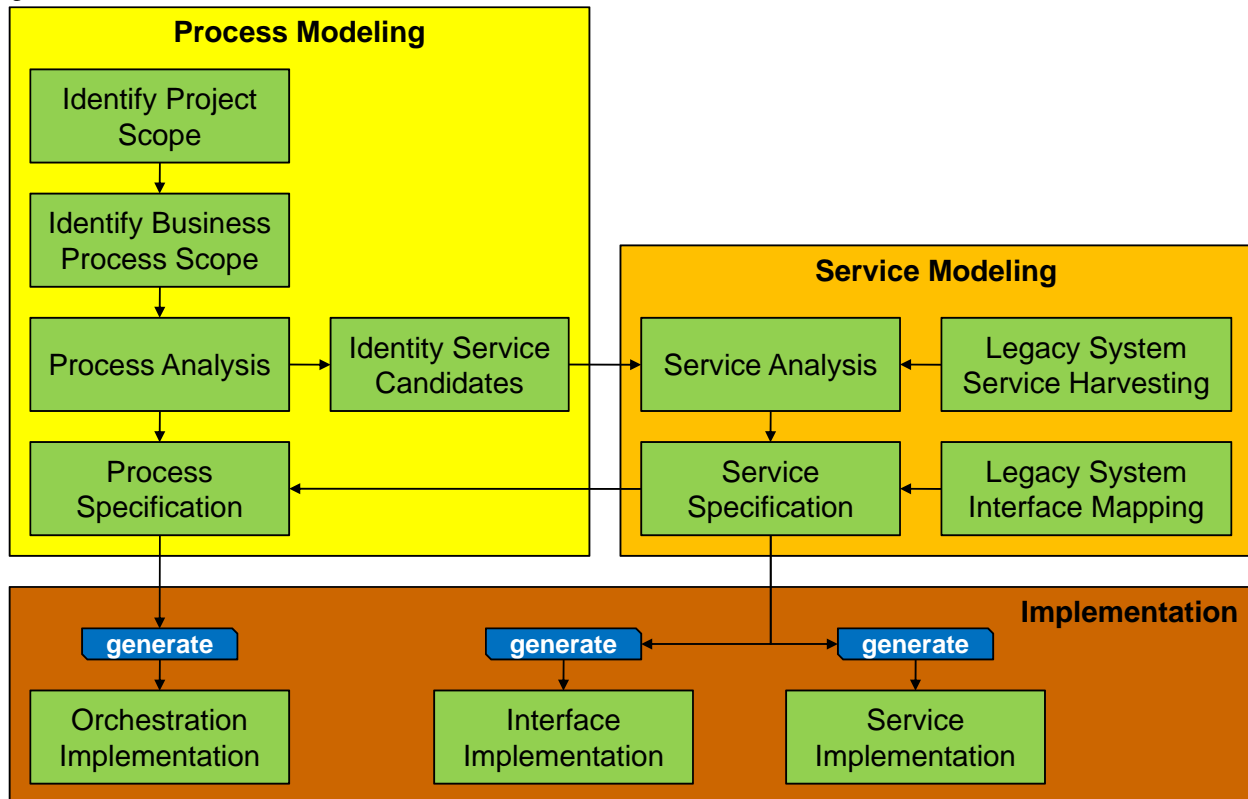 Process Modeling
Identify Project
Scope
Identify Business
Process Scope
Process Analysis
Identity Service
Candidates
Process
Specification
Service Modeling
Service Analysis
Legacy System
Service Harvesting
Service
Specification
Legacy System
Interface Mapping
Implementation
generate
generate
generate
Orchestration
Implementation
Interface
Implementation
Service
Implementation